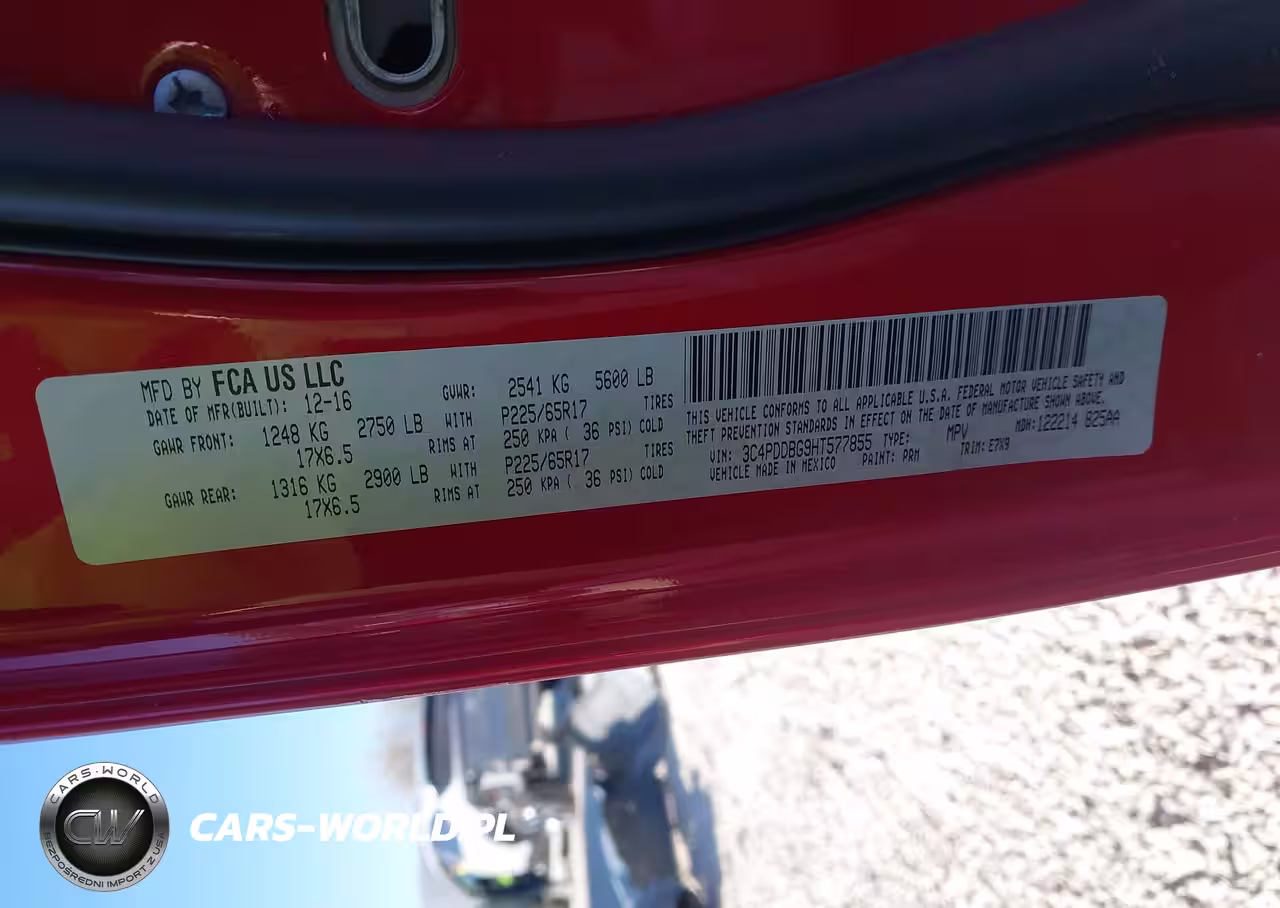 MFD BY FCA US LLC
DATE OF MFR(BUILT): 12-16
GVWR: 2541 KG 5600 LB
GAWR FRONT: 1248 KG 2750 LB WITH P225/65R17 TIRES
17X6.5 RIMS AT 250 KPA ( 36 PSI) COLD
GAWR REAR: 1316 KG 2900 LB WITH P225/65R17 TIRES
17X6.5 RIMS AT 250 KPA ( 36 PSI) COLD
THIS VEHICLE CONFORMS TO ALL APPLICABLE U.S.A. FEDERAL MOTOR VEHICLE SAFETY AND
THEFT PREVENTION STANDARDS IN EFFECT ON THE DATE OF MANUFACTURE SHOWN ABOVE.
VIN: 3C4PDDBG9HT577855 TYPE: MPV MDH:122214 825AA
VEHICLE MADE IN MEXICO PAINT: PRM TRIM: E7X9
CARS-WORLD
CW
BEZPOŚREDNI IMPORT Z USA
CARS-WORLD.PL